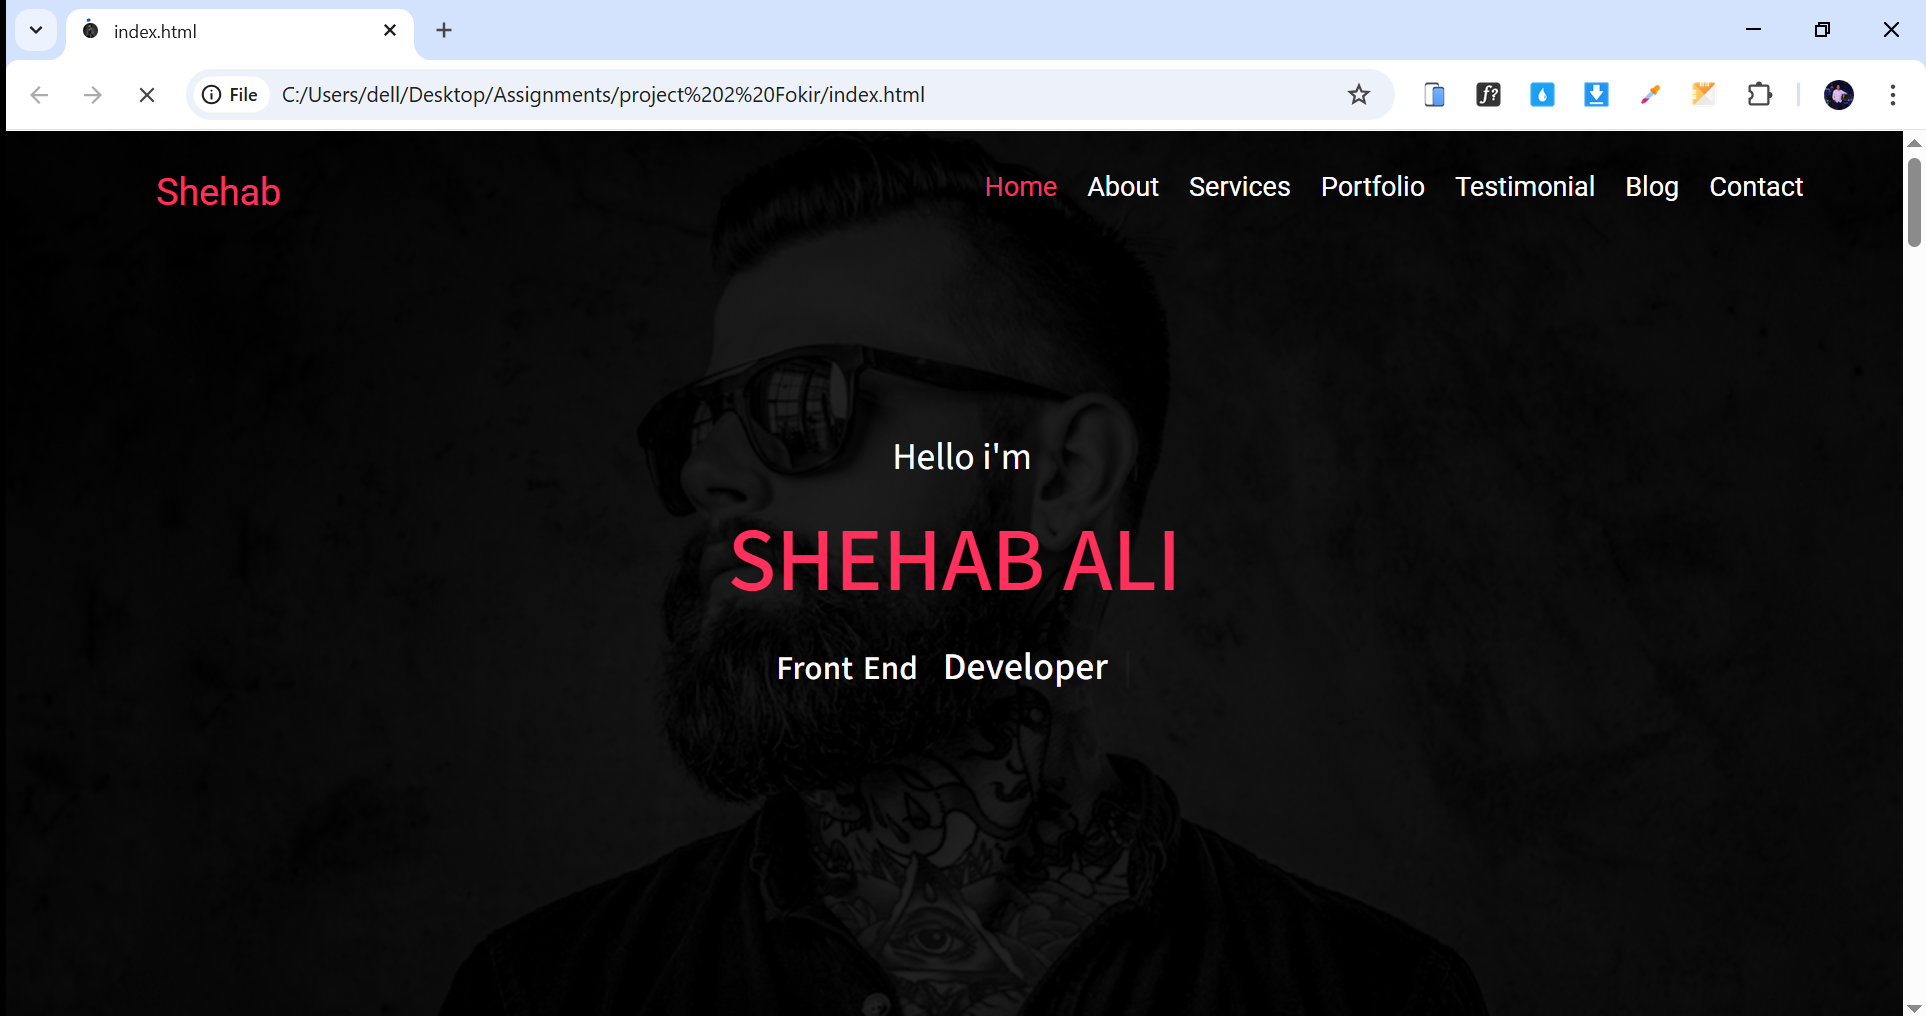 index.html
File C:/Users/dell/Desktop/Assignments/project%202%20Fokir/index.html
f?
Shehab
Home About Services Portfolio Testimonial Blog Contact
Hello i'm
SHEHAB ALI
Front End Developer